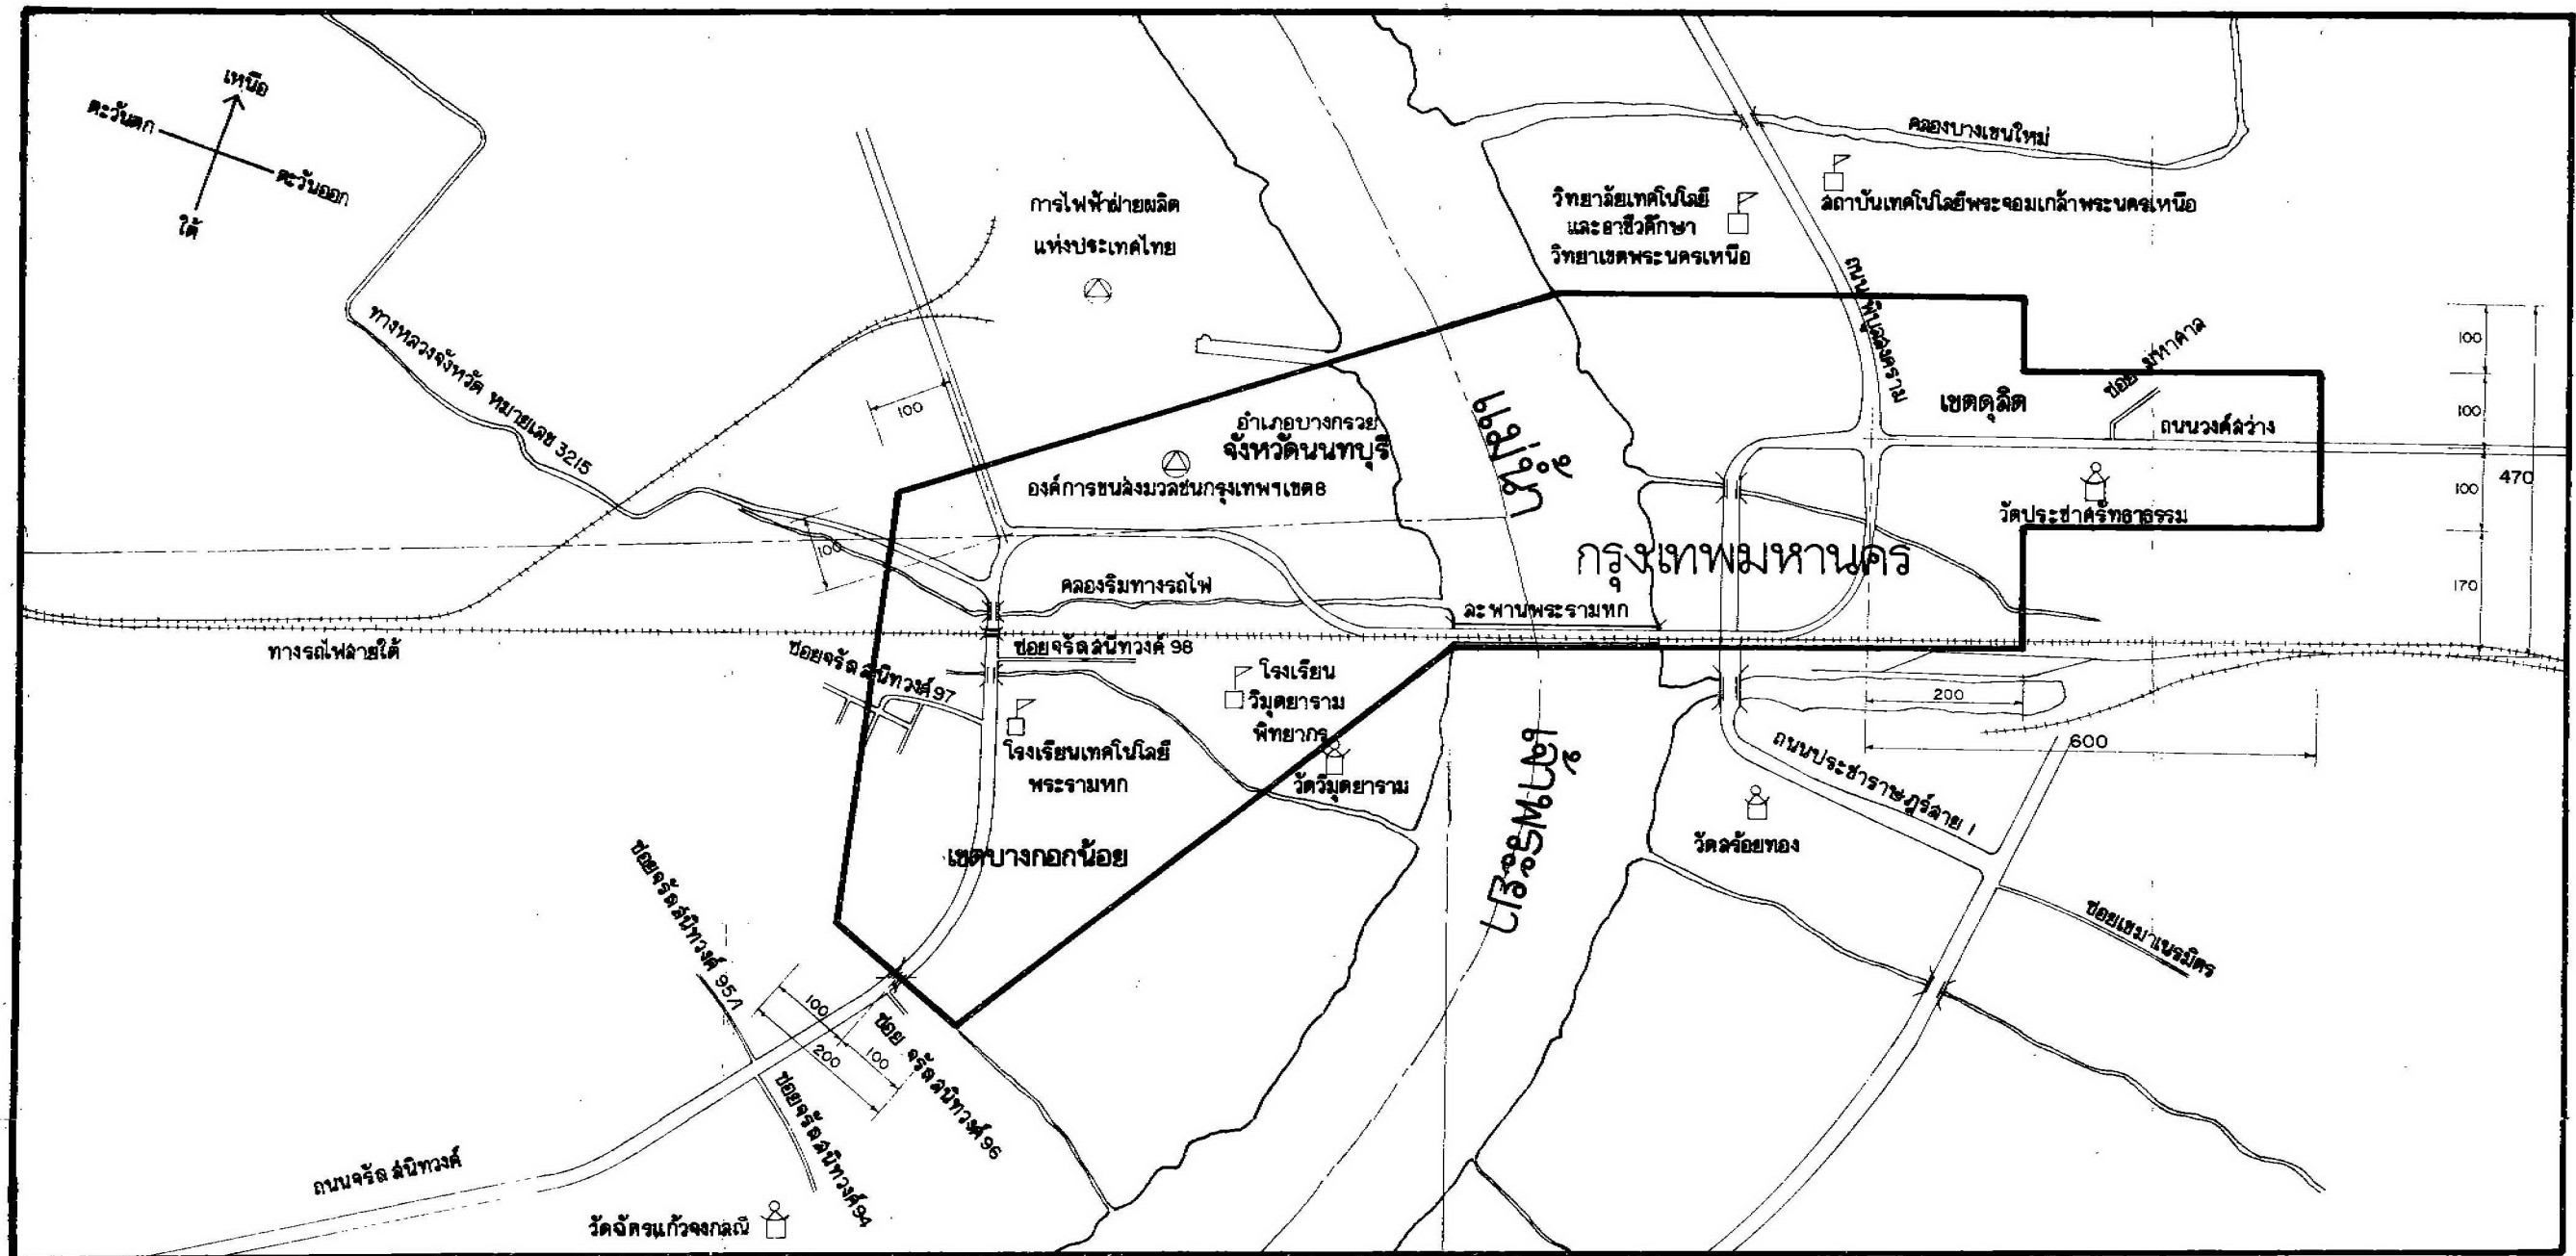 เหนือ
ตะวันตก
ตะวันออก
ใต้
คลองบางเขนใหม่
สถาบันเทคโนโลยีพระจอมเกล้าพระนครเหนือ
วิทยาลัยเทคโนโลยี
และอาชีวศึกษา
วิทยาเขตพระนครเหนือ
การไฟฟ้าฝ่ายผลิต
แห่งประเทศไทย
ถนนพิบูลสงคราม
ทางหลวงจังหวัด หมายเลข 3215
100
อำเภอบางกรวย
จังหวัดนนทบุรี
องค์การขนส่งมวลชนกรุงเทพฯเขต8
แม่น้ำ
เขตดุสิต
ซอย มหาศาล
ถนนวงศ์สว่าง
วัดประชาศรัทธาธรรม
100
100
100
170
470
100
กรุงเทพมหานคร
คลองริมทางรถไฟ
สะพานพระรามหก
ทางรถไฟสายใต้
ซอยจรัลสนิทวงศ์ 98
ซอยจรัลสนิทวงศ์ 97
โรงเรียน
วิมุตยาราม
พิทยากร
โรงเรียนเทคโนโลยี
พระรามหก
วัดวิมุตยาราม
200
600
ถนนประชาราษฎร์สาย 1
เจ้าพระยา
วัดสร้อยทอง
เขตบางกอกน้อย
ซอยจรัลสนิทวงศ์ 95/1
ซอยเขมาเนรมิตร
100
200
100
ซอย จรัลสนิทวงศ์ 96
ซอยจรัลสนิทวงศ์94
ถนนจรัลสนิทวงศ์
วัดฉัตรแก้วจงกลณี